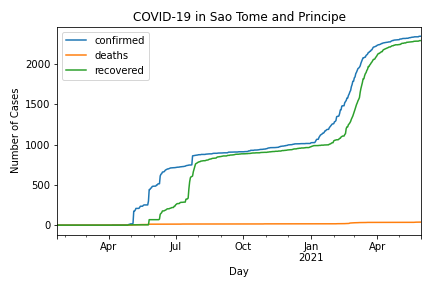 COVID-19 in Sao Tome and Principe
confirmed
deaths
recovered
Number of Cases
2000
1500
1000
500
0
Apr
Jul
Oct
Jan
2021
Apr
Day